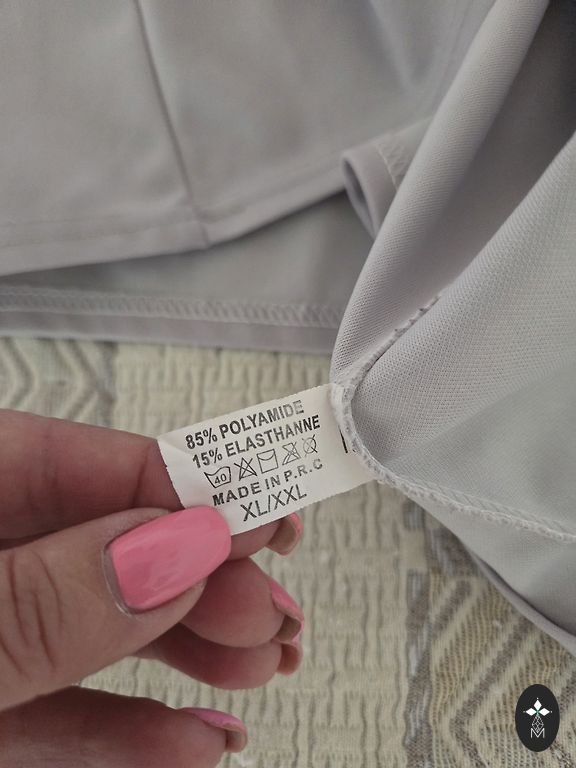 85% POLYAMIDE
15% ELASTHANNE
40
MADE IN P.R.C
XL/XXL
M